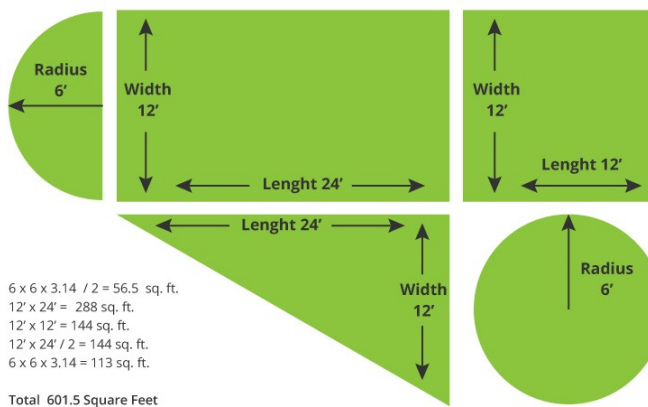 Radius
6’
Width
12’
Lenght 24’
Width
12’
Lenght 12’
Lenght 24’
Width
12’
Radius
6’
6 x 6 x 3.14 / 2 = 56.5 sq. ft.
12’ x 24’ = 288 sq. ft.
12’ x 12’ = 144 sq. ft.
12’ x 24’ / 2 = 144 sq. ft.
6 x 6 x 3.14 = 113 sq. ft.
Total 601.5 Square Feet